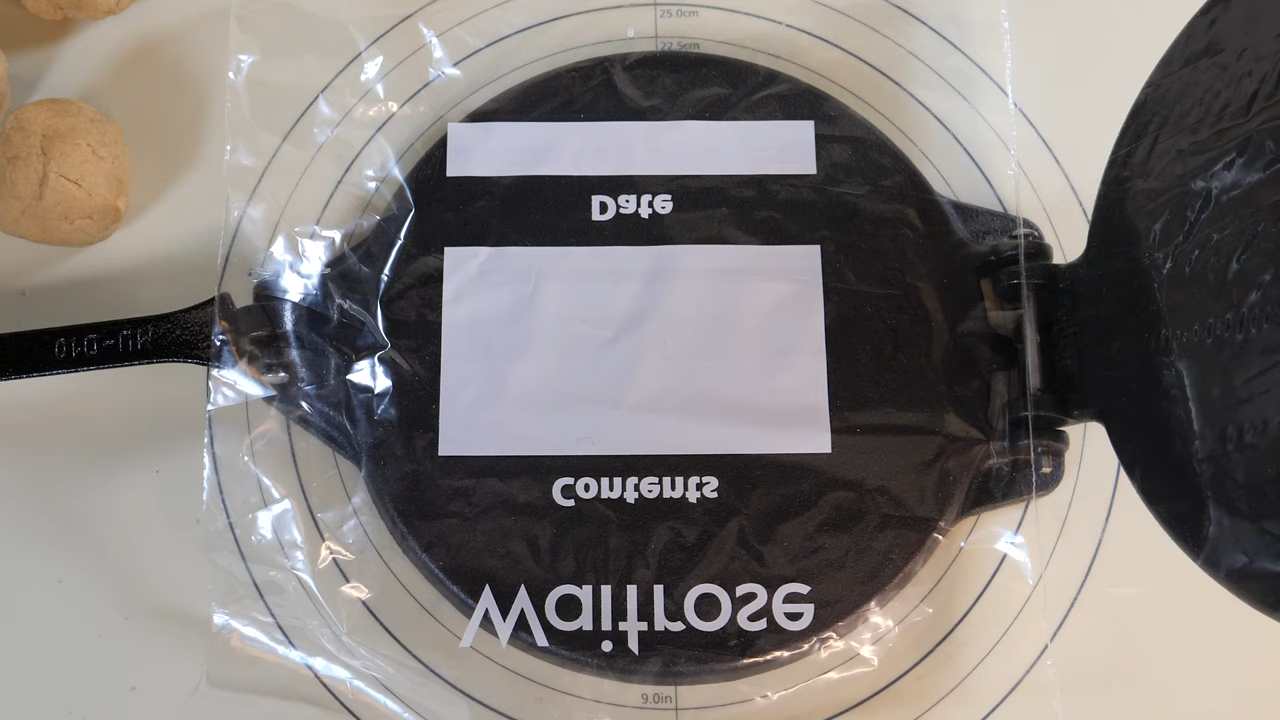 25.0cm
22.5cm
Date
Contents
Waitrose
MU-010
9.0in